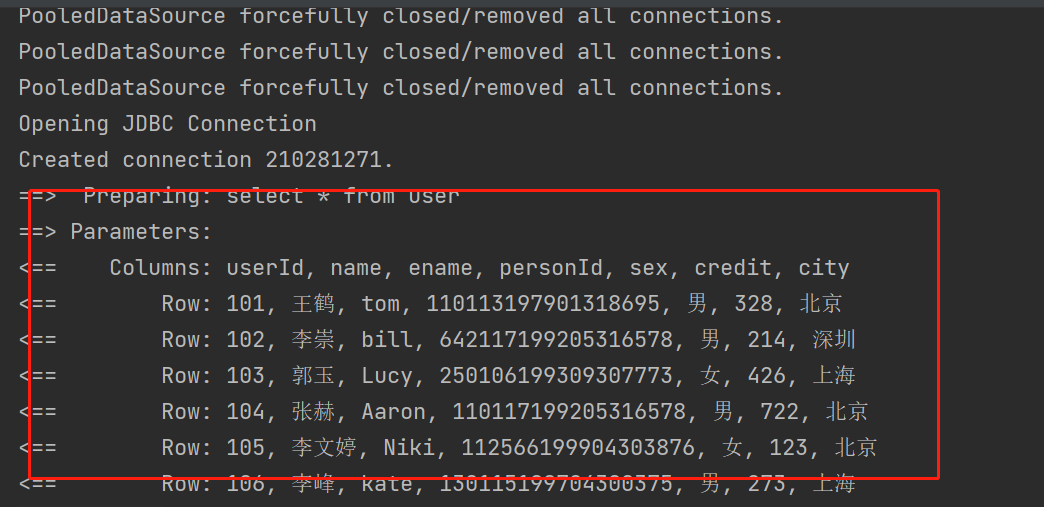 PooledDataSource forcefully closed/removed all connections.
PooledDataSource forcefully closed/removed all connections.
PooledDataSource forcefully closed/removed all connections.
Opening JDBC Connection
Created connection 210281271.
==>  Preparing: select * from user
==> Parameters:
<==    Columns: userId, name, ename, personId, sex, credit, city
<==        Row: 101, 王鹤, tom, 110113197901318695, 男, 328, 北京
<==        Row: 102, 李崇, bill, 642117199205316578, 男, 214, 深圳
<==        Row: 103, 郭玉, Lucy, 250106199309307773, 女, 426, 上海
<==        Row: 104, 张赫, Aaron, 110117199205316578, 男, 722, 北京
<==        Row: 105, 李文婷, Niki, 112566199904303876, 女, 123, 北京
<==        Row: 106, 李峰, kate, 130115199704300375, 男, 273, 上海